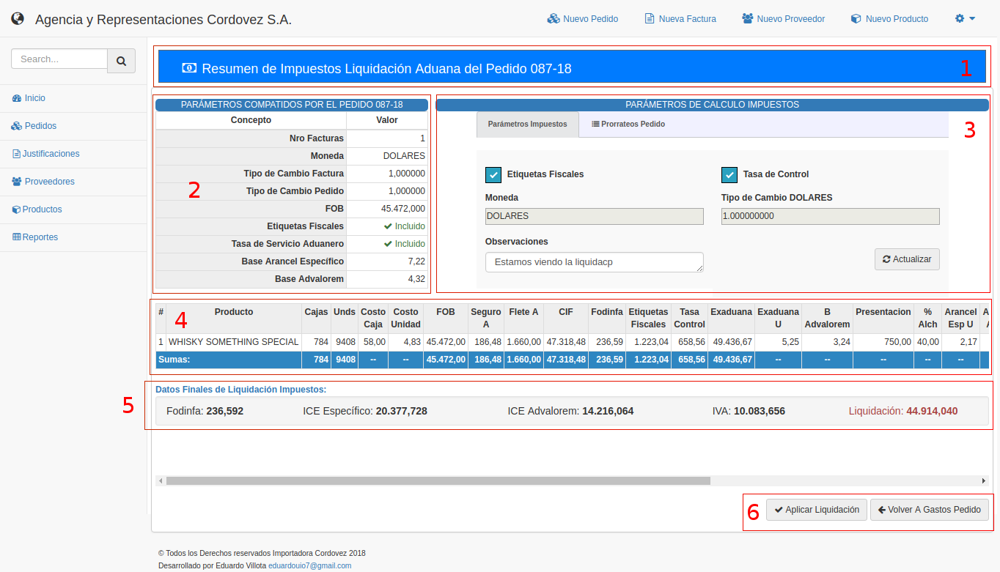 Agencia y Representaciones Cordovez S.A.
Nuevo Pedido
Nueva Factura
Nuevo Proveedor
Nuevo Producto
Search...
Inicio
Pedidos
Justificaciones
Proveedores
Productos
Reportes
Resumen de Impuestos Liquidación Aduana del Pedido 087-18
1
PARÁMETROS COMPATIDOS POR EL PEDIDO 087-18
Concepto Valor
Nro Facturas 1
Moneda DOLARES
Tipo de Cambio Factura 1,000000
Tipo de Cambio Pedido 1,000000
FOB 45.472,000
Etiquetas Fiscales Incluido
Tasa de Servicio Aduanero Incluido
Base Arancel Específico 7,22
Base Advalorem 4,32
2
PARÁMETROS DE CALCULO IMPUESTOS
Parámetros Impuestos Prorrateos Pedido
3
Etiquetas Fiscales Tasa de Control
Moneda Tipo de Cambio DOLARES
DOLARES 1.000000000
Observaciones
Estamos viendo la liquidacp
Actualizar
4
# Producto Cajas Unds Costo Caja Costo Unidad FOB Seguro A Flete A CIF Fodinfa Etiquetas Fiscales Tasa Control Exaduana Exaduana U B Advalorem Presentacion % Alch Arancel Esp U
1 WHISKY SOMETHING SPECIAL 784 9408 58,00 4,83 45.472,00 186,48 1.660,00 47.318,48 236,59 1.223,04 658,56 49.436,67 5,25 3,24 750,00 40,00 2,17
Sumas: 784 9408 -- -- 45.472,00 186,48 1.660,00 47.318,48 236,59 1.223,04 658,56 49.436,67 -- -- -- -- --
5
Datos Finales de Liquidación Impuestos:
Fodinfa: 236,592 ICE Específico: 20.377,728 ICE Advalorem: 14.216,064 IVA: 10.083,656 Liquidación: 44.914,040
6
Aplicar Liquidación Volver A Gastos Pedido
© Todos los Derechos reservados Importadora Cordovez 2018
Desarrollado por Eduardo Villota eduardouio7@gmail.com